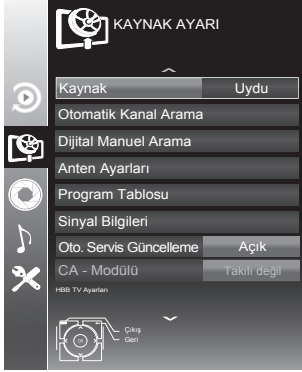 KAYNAK AYARI
Kaynak Uydu
Otomatik Kanal Arama
Dijital Manuel Arama
Anten Ayarları
Program Tablosu
Sinyal Bilgileri
Oto. Servis Güncelleme Açık
CA - Modülü Takılı değil
HBB TV Ayarları
Çıkış
Geri
OK